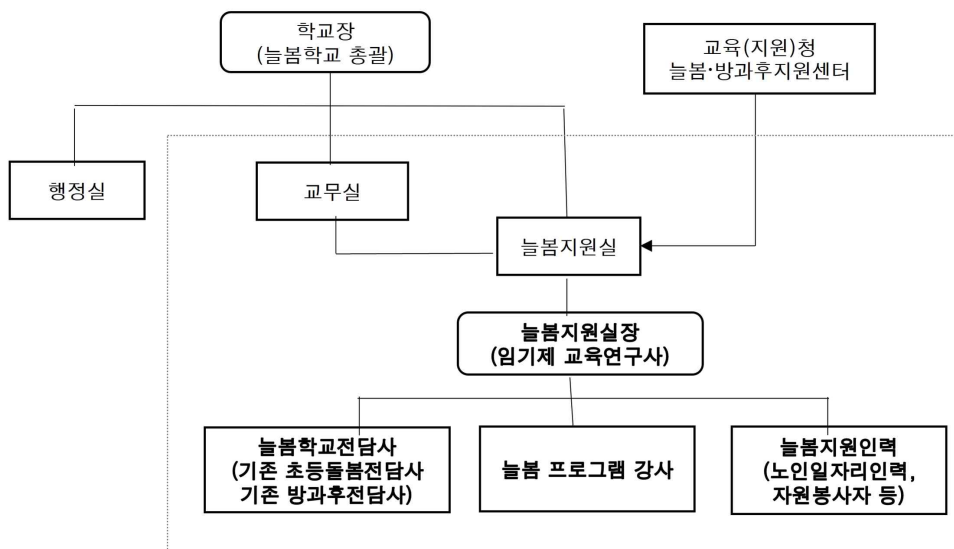 학교장
(늘봄학교 총괄)
교육(지원)청
늘봄·방과후지원센터
행정실
교무실
늘봄지원실
늘봄지원실장
(임기제 교육연구사)
늘봄학교전담사
(기존 초등돌봄전담사
기존 방과후전담사)
늘봄 프로그램 강사
늘봄지원인력
(노인일자리인력,
자원봉사자 등)